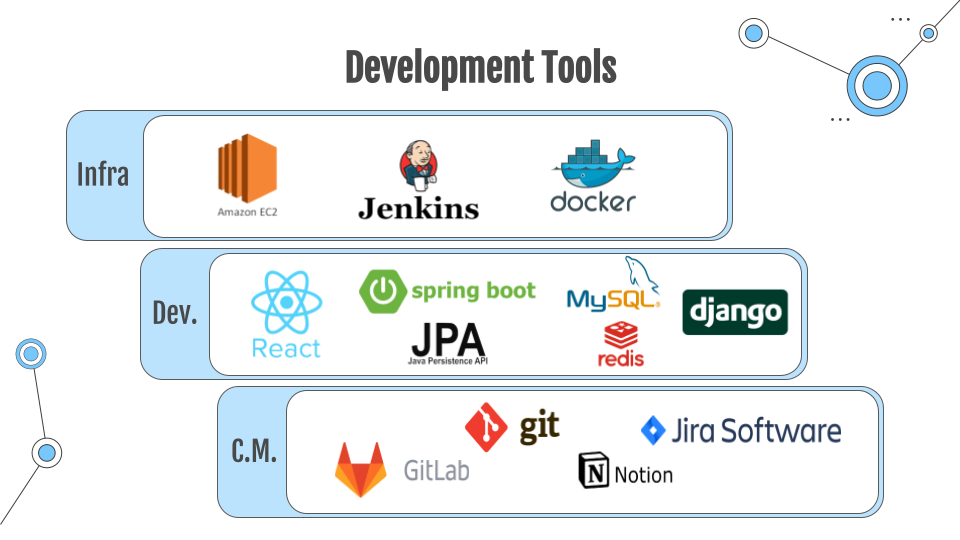 Development Tools
Infra
Amazon EC2
Jenkins
docker
Dev.
React
spring boot
JPA
Java Persistence API
MySQL®
redis
django
C.M.
GitLab
git
Jira Software
N Notion